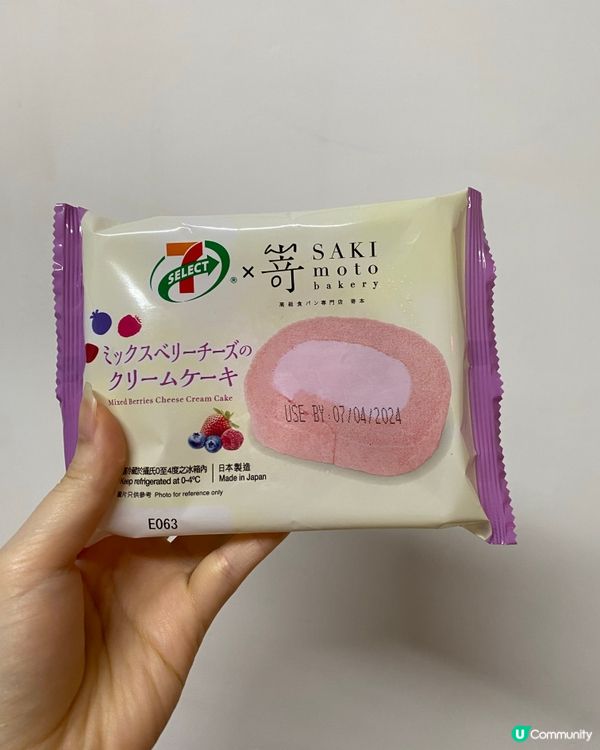 7
SELECT
®
×
嵜
SAKI
moto
bakery
高級食パン専門店 嵜本
ミックスベリーチーズの
クリームケーキ
Mixed Berries Cheese Cream Cake
USE BY:07/04/2024
冷藏於攝氏0至4度之冰箱內
Keep refrigerated at 0-4°C
日本製造
Made in Japan
圖片只供參考 Photo for reference only
E063
U Community